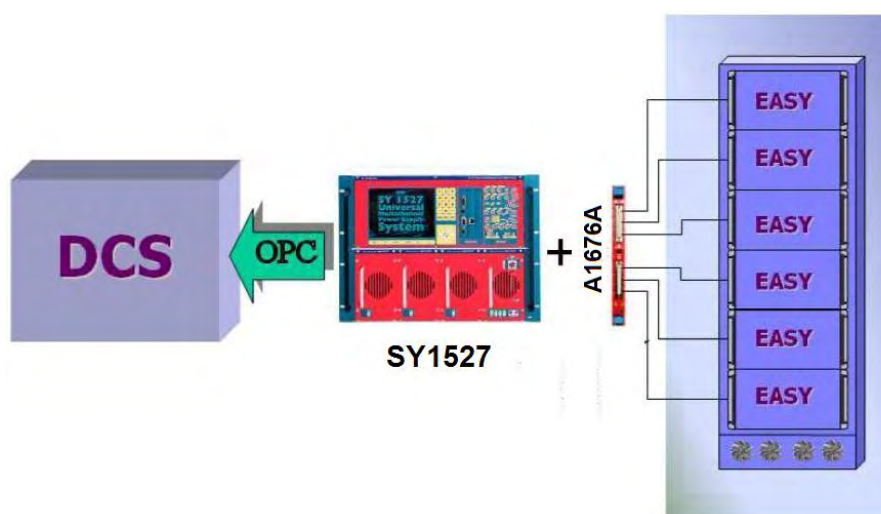 DCS
OPC
SY 1527
Universal
Multichannel
Power Supply
System
SY1527
+
A1676A
EASY
EASY
EASY
EASY
EASY
EASY